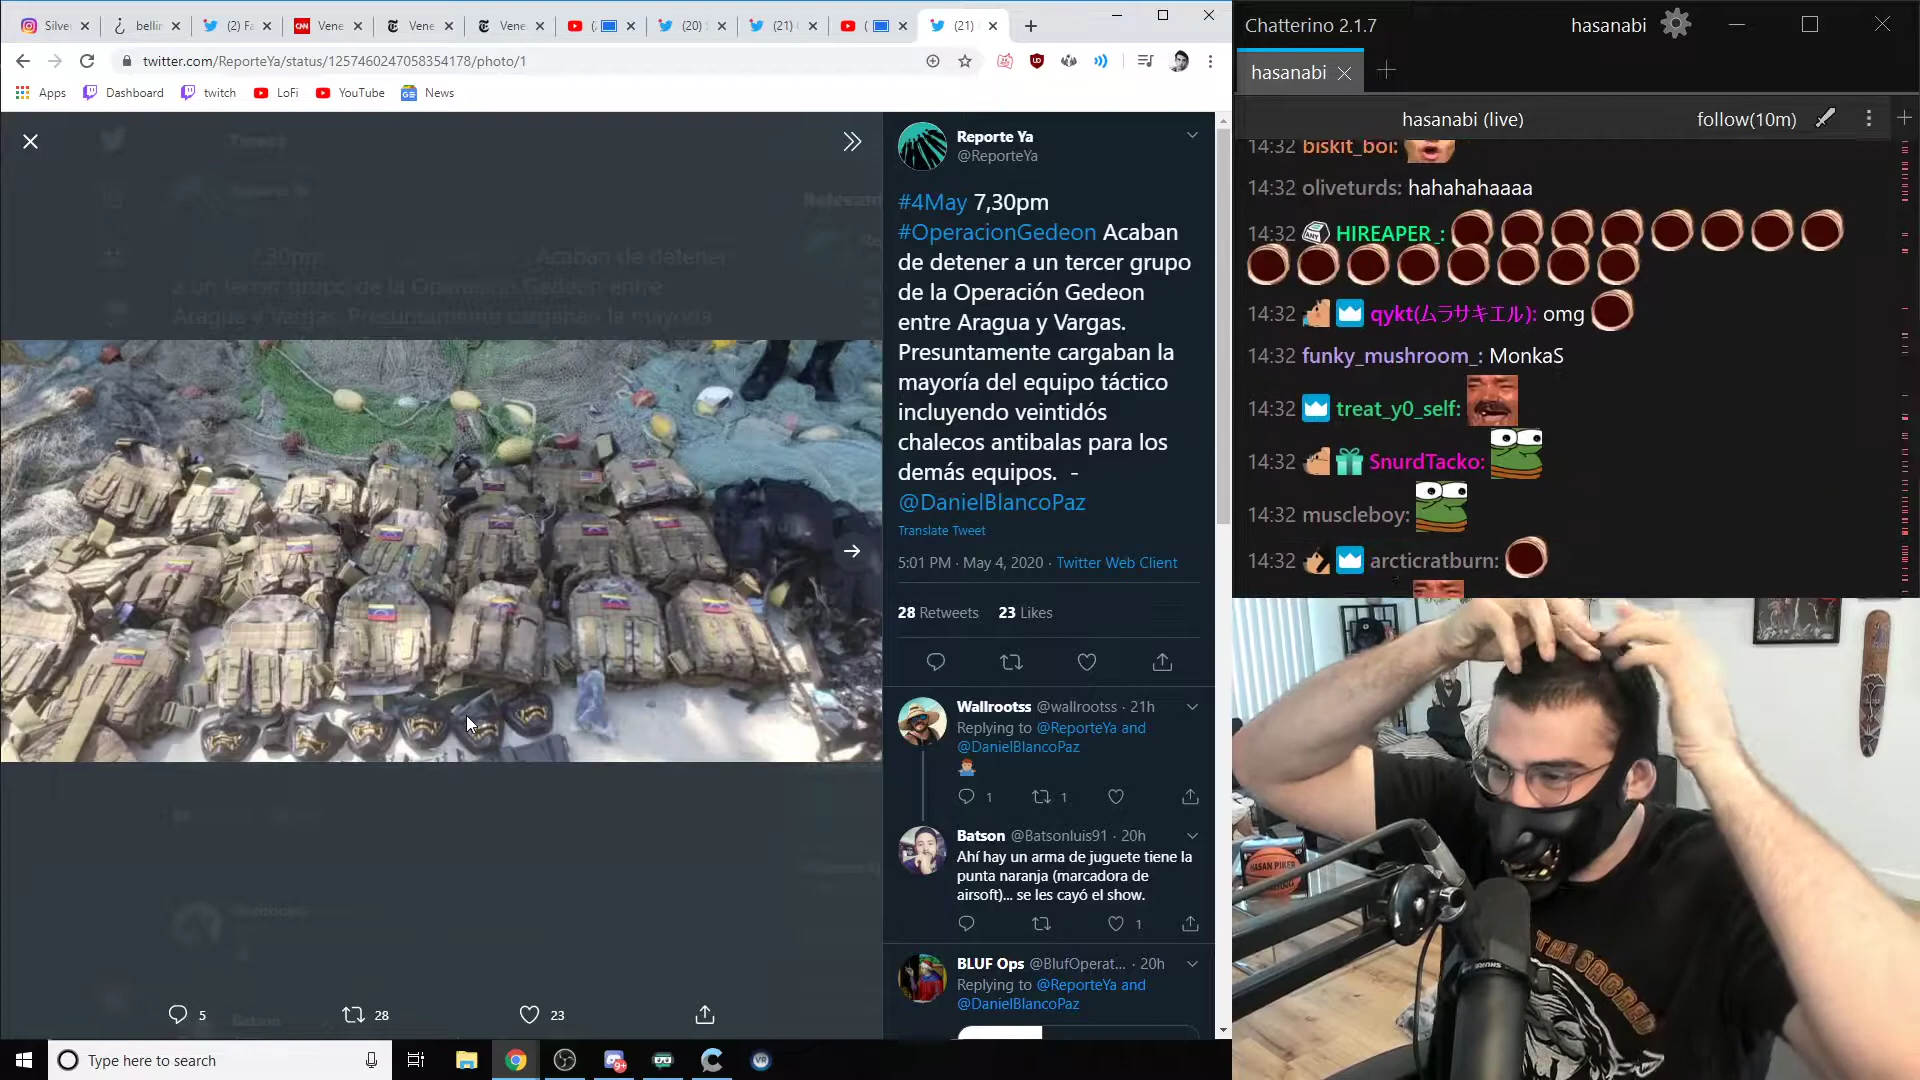 Silve
bellin
(2) Fa
Vene
Vene
Vene
(
(20) S
(21) (
(
(21) I
twitter.com/ReporteYa/status/1257460247058354178/photo/1
Apps
Dashboard
twitch
LoFi
YouTube
News
Reporte Ya
@ReporteYa
#4May 7,30pm
#OperacionGedeon Acaban
de detener a un tercer grupo
de la Operación Gedeon
entre Aragua y Vargas.
Presuntamente cargaban la
mayoría del equipo táctico
incluyendo veintidós
chalecos antibalas para los
demás equipos. -
@DanielBlancoPaz
Translate Tweet
5:01 PM · May 4, 2020 · Twitter Web Client
28 Retweets 23 Likes
Wallrootss @wallrootss · 21h
Replying to @ReporteYa and
@DanielBlancoPaz
1 1
Batson @Batsonluis91 · 20h
Ahí hay un arma de juguete tiene la
punta naranja (marcadora de
airsoft)... se les cayó el show.
1
BLUF Ops @BlufOperat... · 20h
Replying to @ReporteYa and
@DanielBlancoPaz
5 28 23
Type here to search
Chatterino 2.1.7
hasanabi
hasanabi
hasanabi (live)
follow(10m)
14:32 biskit_boi:
14:32 oliveturds: hahahahaaaa
14:32 HIREAPER_:
14:32 qykt(ムラサキエル): omg
14:32 funky_mushroom_: MonkaS
14:32 treat_y0_self:
14:32 SnurdTacko:
14:32 muscleboy:
14:32 arcticratburn:
HASAN PIKER
THE SACRED
SHURE